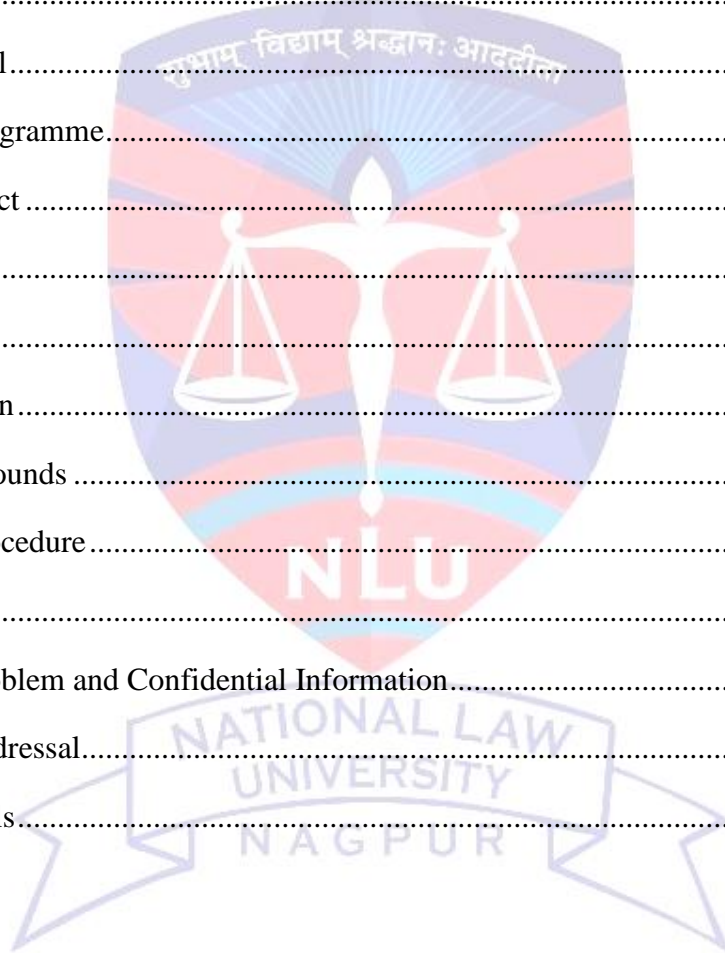 ........................................................................................................
शुभाम् विद्याम् श्रद्धानः आददीता
l........................................................................................................
gramme........................................................................................................
ct ........................................................................................................
........................................................................................................
........................................................................................................
n ........................................................................................................
ounds ........................................................................................................
cedure ........................................................................................................
NLU
........................................................................................................
blem and Confidential Information........................................................
NATIONAL LAW
dressal........................................................................................................
UNIVERSITY
s........................................................................................................
NAGPUR